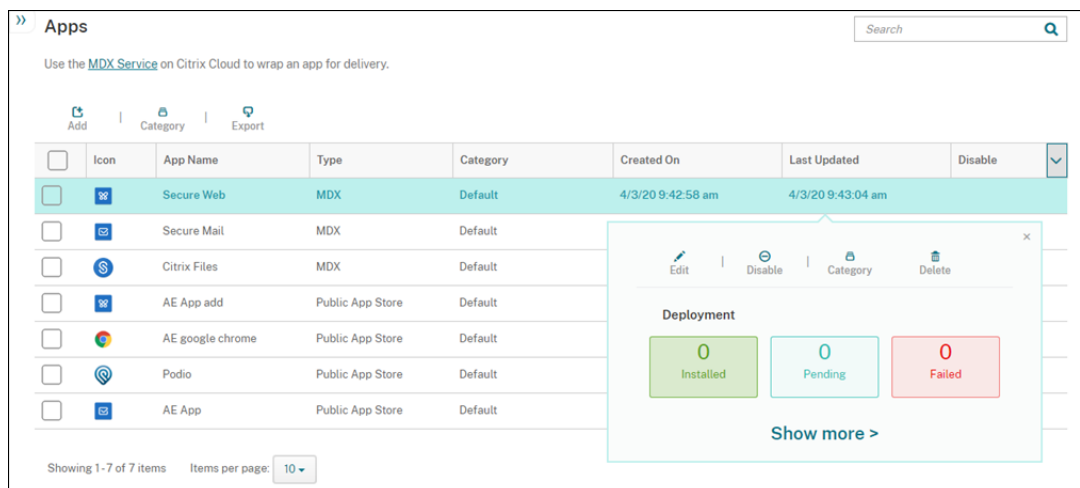 »
Apps
Search
Use the MDX Service on Citrix Cloud to wrap an app for delivery.
Add | Category | Export
Icon App Name Type Category Created On Last Updated Disable
Secure Web MDX Default 4/3/20 9:42:58 am 4/3/20 9:43:04 am
Secure Mail MDX Default
Citrix Files MDX Default
AE App add Public App Store Default
AE google chrome Public App Store Default
Podio Public App Store Default
AE App Public App Store Default
×
Edit | Disable | Category Delete
Deployment
0 0 0
Installed Pending Failed
Show more >
Showing 1-7 of 7 items Items per page: 10